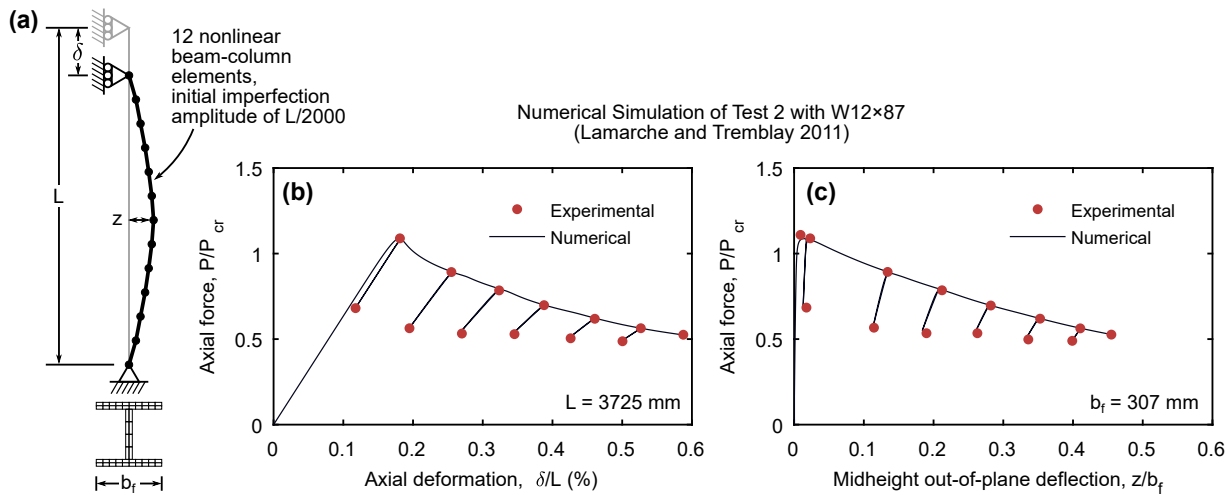 (a)
δ
L
z
b_f
12 nonlinear
beam-column
elements,
initial imperfection
amplitude of L/2000
Numerical Simulation of Test 2 with W12×87
(Lamarche and Tremblay 2011)
(b)
Axial force, P/P_cr
1.5
1
0.5
0
Experimental
Numerical
L = 3725 mm
0 0.1 0.2 0.3 0.4 0.5 0.6
Axial deformation, δ/L (%)
(c)
Axial force, P/P_cr
1.5
1
0.5
0
Experimental
Numerical
b_f = 307 mm
0 0.1 0.2 0.3 0.4 0.5 0.6
Midheight out-of-plane deflection, z/b_f